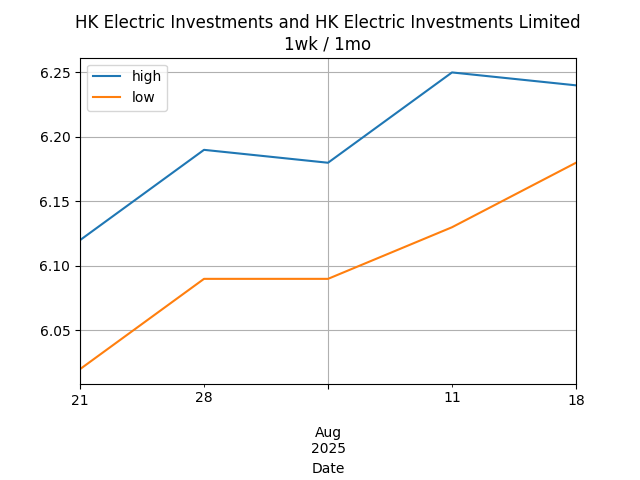 HK Electric Investments and HK Electric Investments Limited
1wk / 1mo
high
low
6.25
6.20
6.15
6.10
6.05
21
28
11
18
Aug
2025
Date